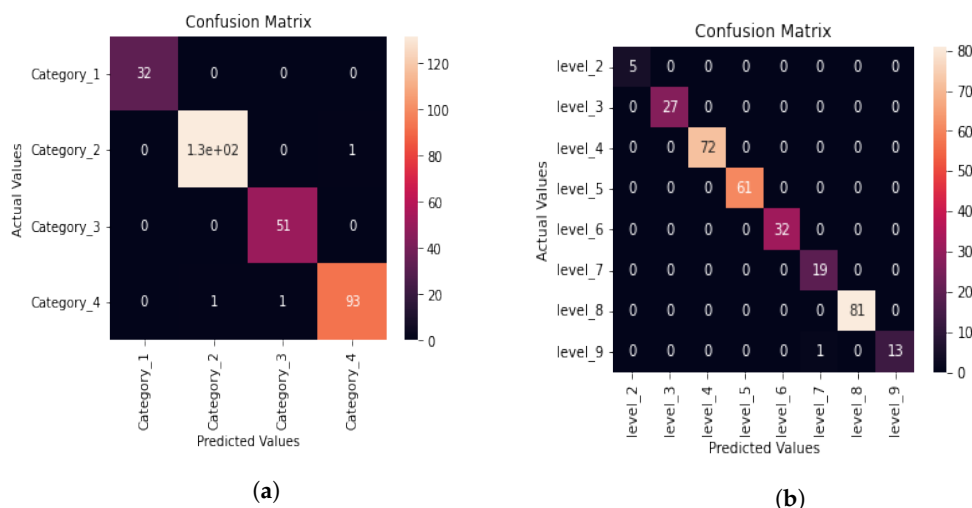 Confusion Matrix
Actual Values
Category_1 32 0 0 0
Category_2 0 1.3e+02 0 1
Category_3 0 0 51 0
Category_4 0 1 1 93
Category_1 Category_2 Category_3 Category_4
Predicted Values
120
100
80
60
40
20
0
(a)
Confusion Matrix
Actual Values
level_2 5 0 0 0 0 0 0 0
level_3 0 27 0 0 0 0 0 0
level_4 0 0 72 0 0 0 0 0
level_5 0 0 0 61 0 0 0 0
level_6 0 0 0 0 32 0 0 0
level_7 0 0 0 0 0 19 0 0
level_8 0 0 0 0 0 0 81 0
level_9 0 0 0 0 0 1 0 13
level_2 level_3 level_4 level_5 level_6 level_7 level_8 level_9
Predicted Values
80
70
60
50
40
30
20
10
0
(b)